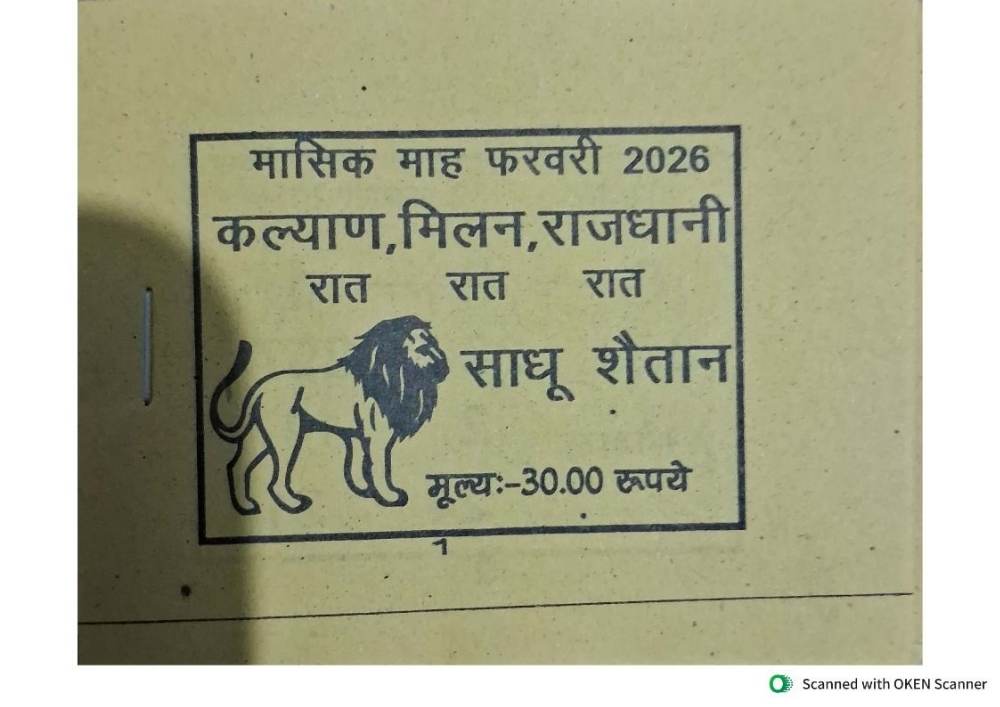 मासिक माह फरवरी 2026
कल्याण,मिलन,राजधानी
रात रात रात
साधू शैतान
मूल्यः-30.00 रूपये
1
Scanned with OKEN Scanner